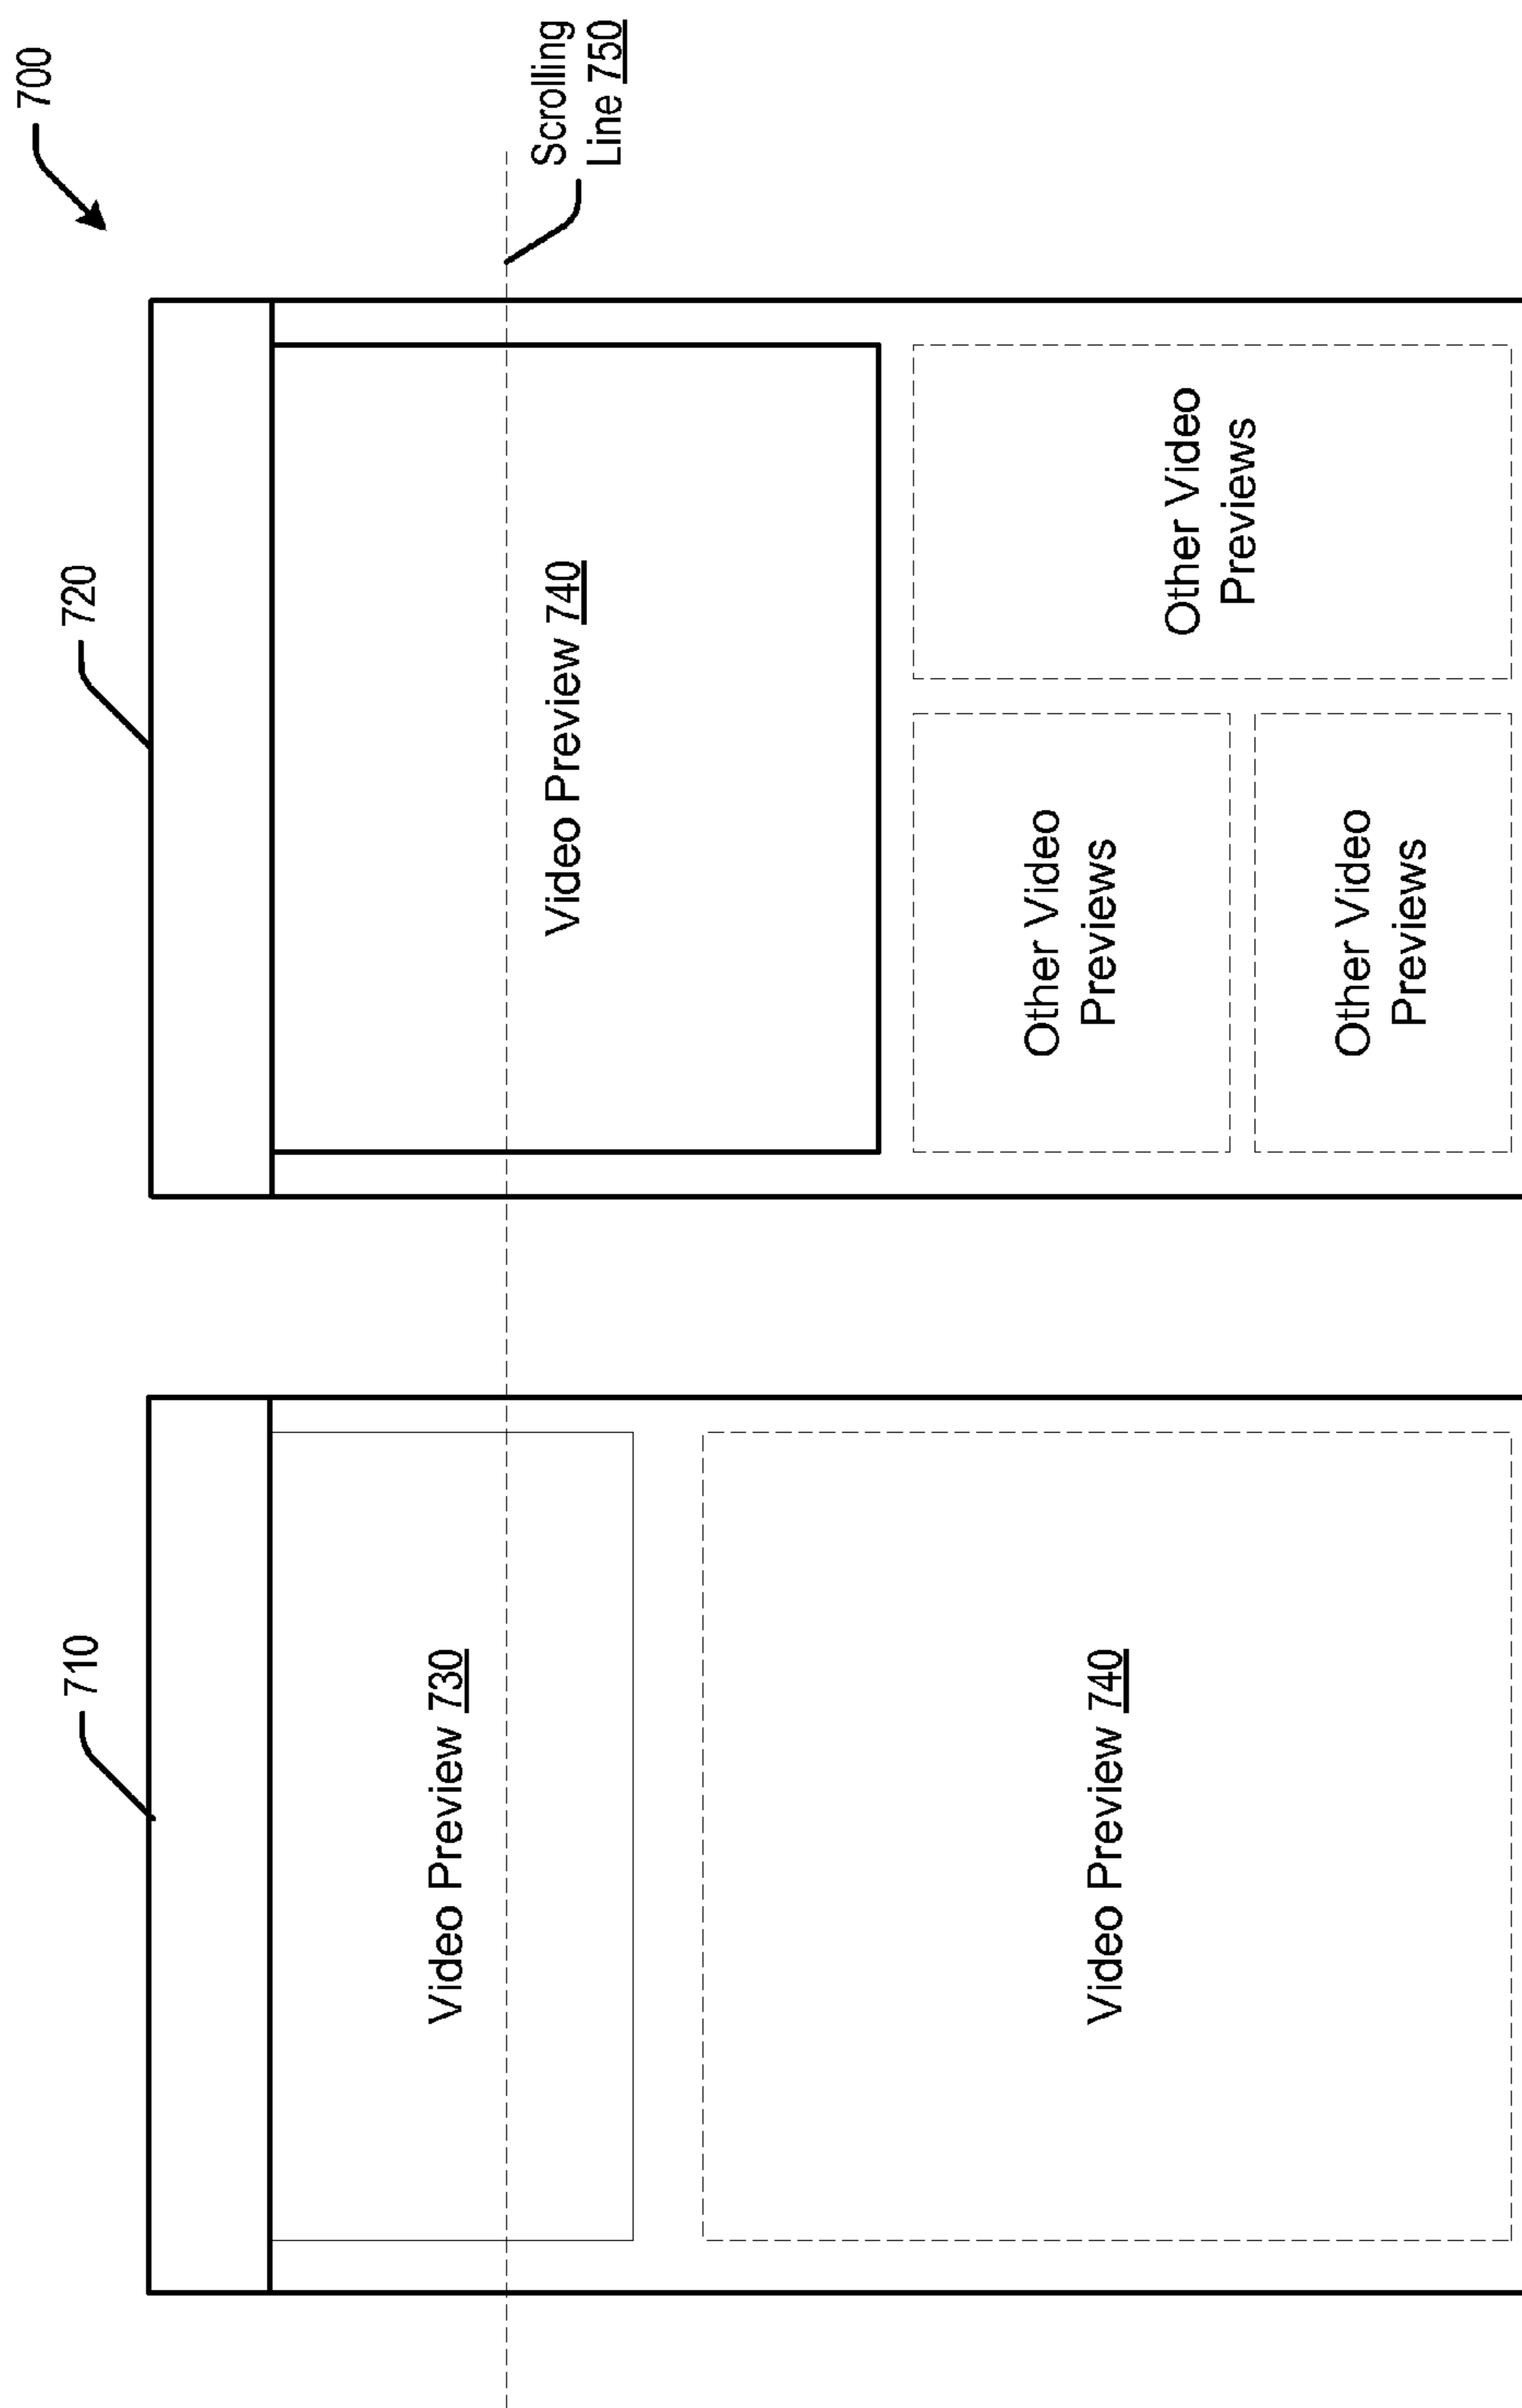 700
710
720
Video Preview 730
Video Preview 740
Video Preview 740
Scrolling
Line 750
Other Video
Previews
Other Video
Previews
Other Video
Previews